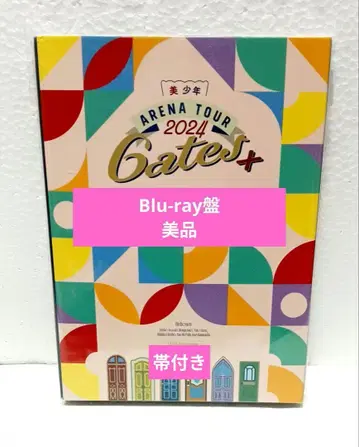 美 少年
ARENA TOUR
2024
Gates+
Blu-ray盤
美品
帯付き